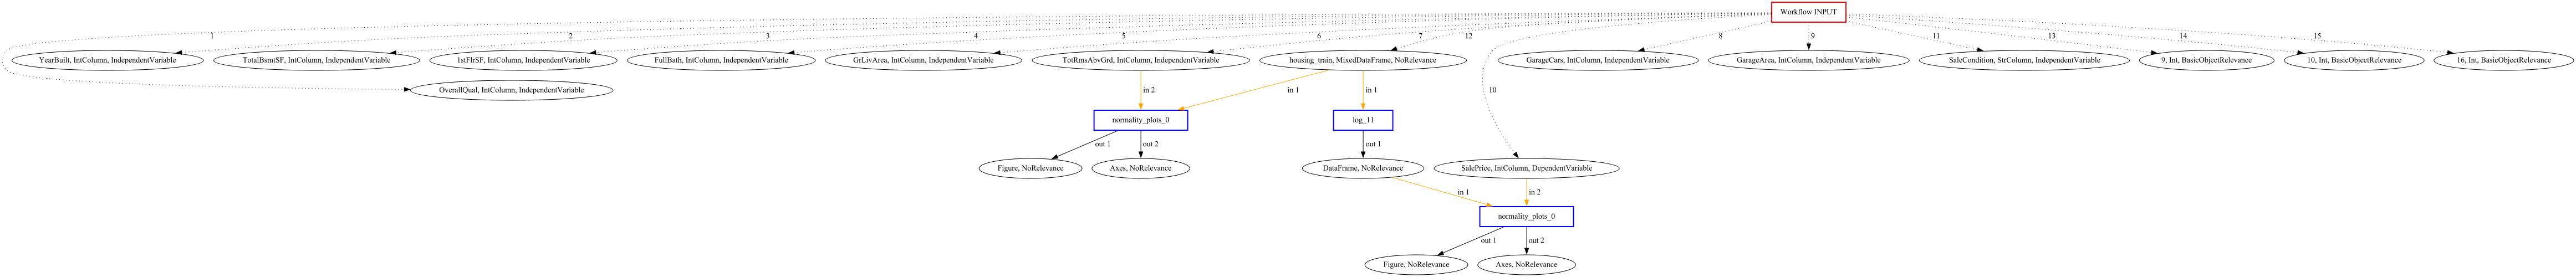 Workflow INPUT
1
2
3
4
5
6
7
12
8
9
11
13
14
15
YearBuilt, IntColumn, IndependentVariable
TotalBsmtSF, IntColumn, IndependentVariable
1stFlrSF, IntColumn, IndependentVariable
FullBath, IntColumn, IndependentVariable
GrLivArea, IntColumn, IndependentVariable
TotRmsAbvGrd, IntColumn, IndependentVariable
housing_train, MixedDataFrame, NoRelevance
GarageCars, IntColumn, IndependentVariable
GarageArea, IntColumn, IndependentVariable
SaleCondition, StrColumn, IndependentVariable
9, Int, BasicObjectRelevance
10, Int, BasicObjectRelevance
16, Int, BasicObjectRelevance
OverallQual, IntColumn, IndependentVariable
in 2
in 1
in 1
10
normality_plots_0
log_11
out 1
out 2
out 1
Figure, NoRelevance
Axes, NoRelevance
DataFrame, NoRelevance
SalePrice, IntColumn, DependentVariable
in 1
in 2
normality_plots_0
out 1
out 2
Figure, NoRelevance
Axes, NoRelevance